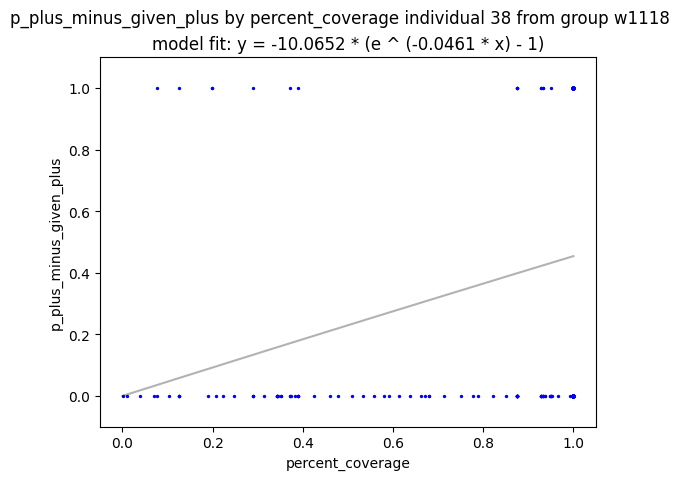 p_plus_minus_given_plus by percent_coverage individual 38 from group w1118
model fit: y = -10.0652 * (e ^ (-0.0461 * x) - 1)
1.0
0.8
0.6
0.4
0.2
0.0
p_plus_minus_given_plus
0.0 0.2 0.4 0.6 0.8 1.0
percent_coverage